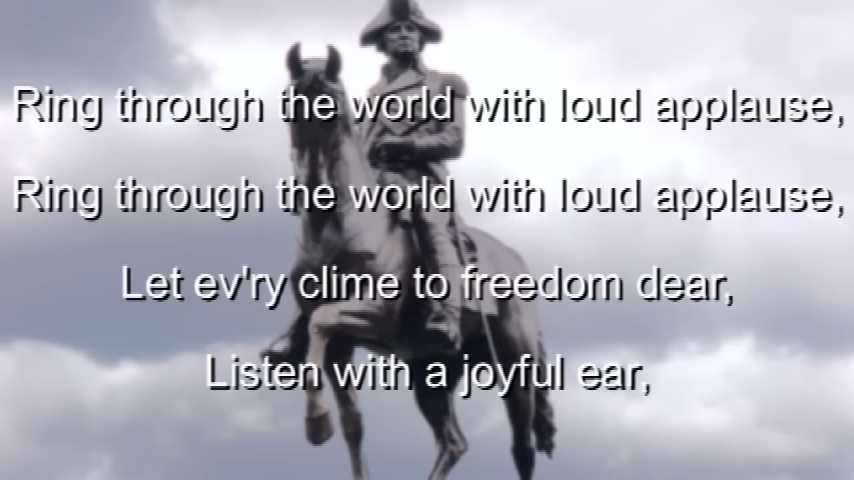 Ring through the world with loud applause,
Ring through the world with loud applause,
Let ev'ry clime to freedom dear,
Listen with a joyful ear,